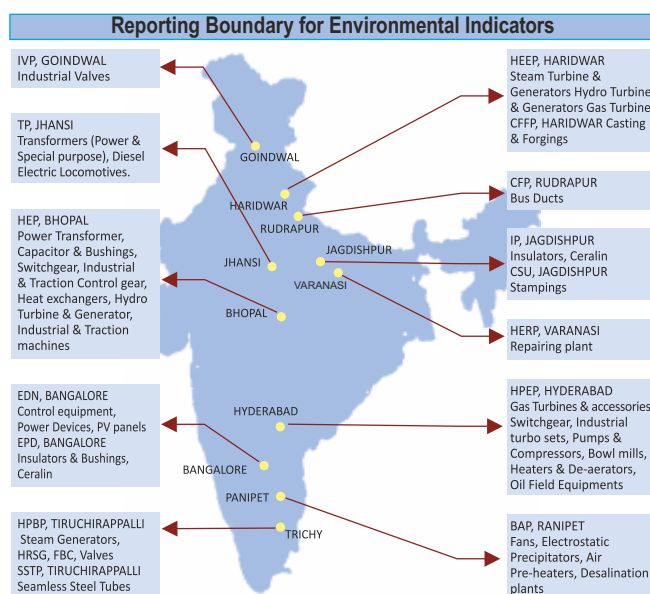 Reporting Boundary for Environmental Indicators
IVP, GOINDWAL
Industrial Valves
TP, JHANSI
Transformers (Power &
Special purpose), Diesel
Electric Locomotives.
HEP, BHOPAL
Power Transformer,
Capacitor & Bushings,
Switchgear, Industrial
& Traction Control gear,
Heat exchangers, Hydro
Turbine & Generator,
Industrial & Traction
machines
EDN, BANGALORE
Control equipment,
Power Devices, PV panels
EPD, BANGALORE
Insulators & Bushings,
Ceralin
HPBP, TIRUCHIRAPPALLI
Steam Generators,
HRSG, FBC, Valves
SSTP, TIRUCHIRAPPALLI
Seamless Steel Tubes
GOINDWAL
HARIDWAR
RUDRAPUR
JAGDISHPUR
JHANSI
VARANASI
BHOPAL
HYDERABAD
BANGALORE
PANIPET
TRICHY
HEEP, HARIDWAR
Steam Turbine &
Generators Hydro Turbine
& Generators Gas Turbine
CFFP, HARIDWAR Casting
& Forgings
CFP, RUDRAPUR
Bus Ducts
IP, JAGDISHPUR
Insulators, Ceralin
CSU, JAGDISHPUR
Stampings
HERP, VARANASI
Repairing plant
HPEP, HYDERABAD
Gas Turbines & accessories
Switchgear, Industrial
turbo sets, Pumps &
Compressors, Bowl mills,
Heaters & De-aerators,
Oil Field Equipments
BAP, RANIPET
Fans, Electrostatic
Precipitators, Air
Pre-heaters, Desalination
plants